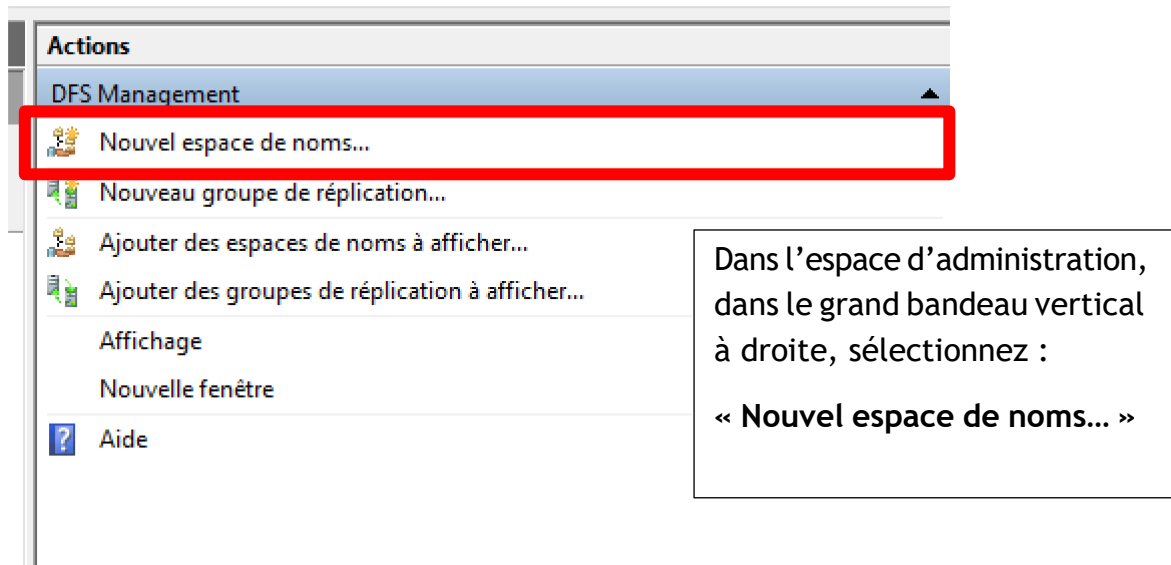 Actions
DFS Management
Nouvel espace de noms...
Nouveau groupe de réplication...
Ajouter des espaces de noms à afficher...
Ajouter des groupes de réplication à afficher...
Affichage
Nouvelle fenêtre
Aide
Dans l’espace d’administration,
dans le grand bandeau vertical
à droite, sélectionnez :
« Nouvel espace de noms… »